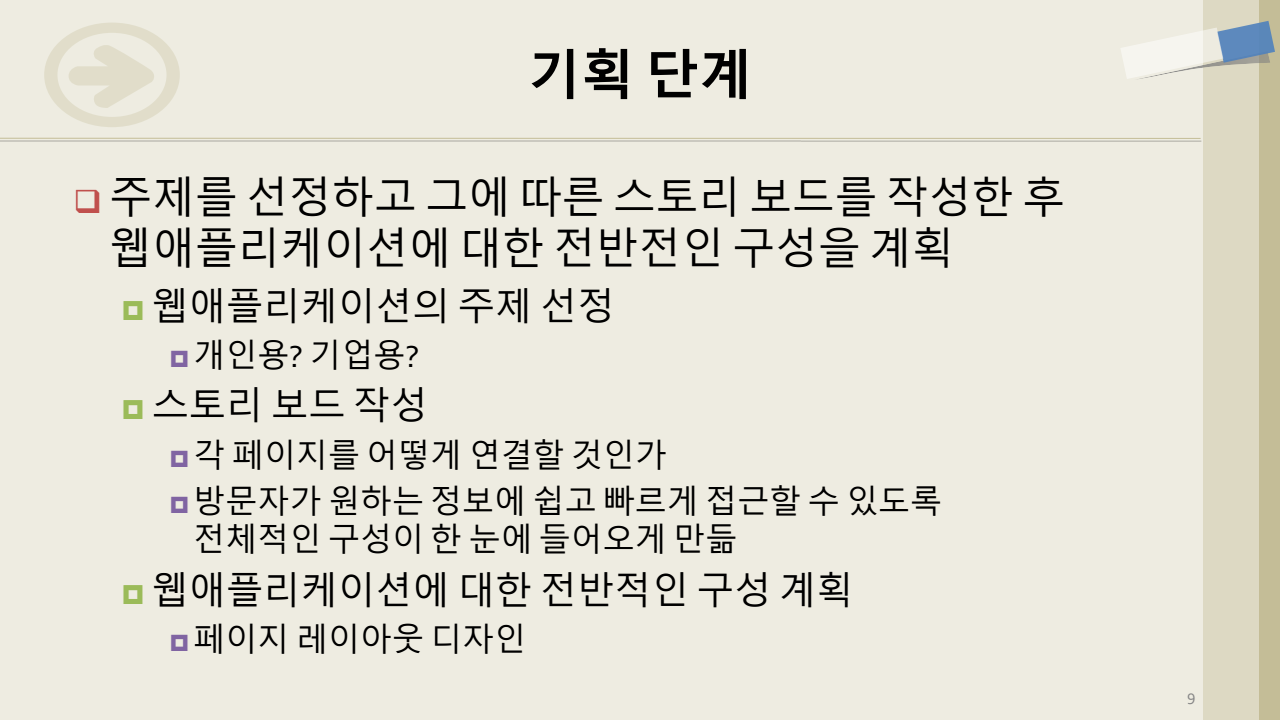 기획 단계
주제를 선정하고 그에 따른 스토리 보드를 작성한 후
웹애플리케이션에 대한 전반전인 구성을 계획
웹애플리케이션의 주제 선정
개인용? 기업용?
스토리 보드 작성
각 페이지를 어떻게 연결할 것인가
방문자가 원하는 정보에 쉽고 빠르게 접근할 수 있도록
전체적인 구성이 한 눈에 들어오게 만듦
웹애플리케이션에 대한 전반적인 구성 계획
페이지 레이아웃 디자인
9